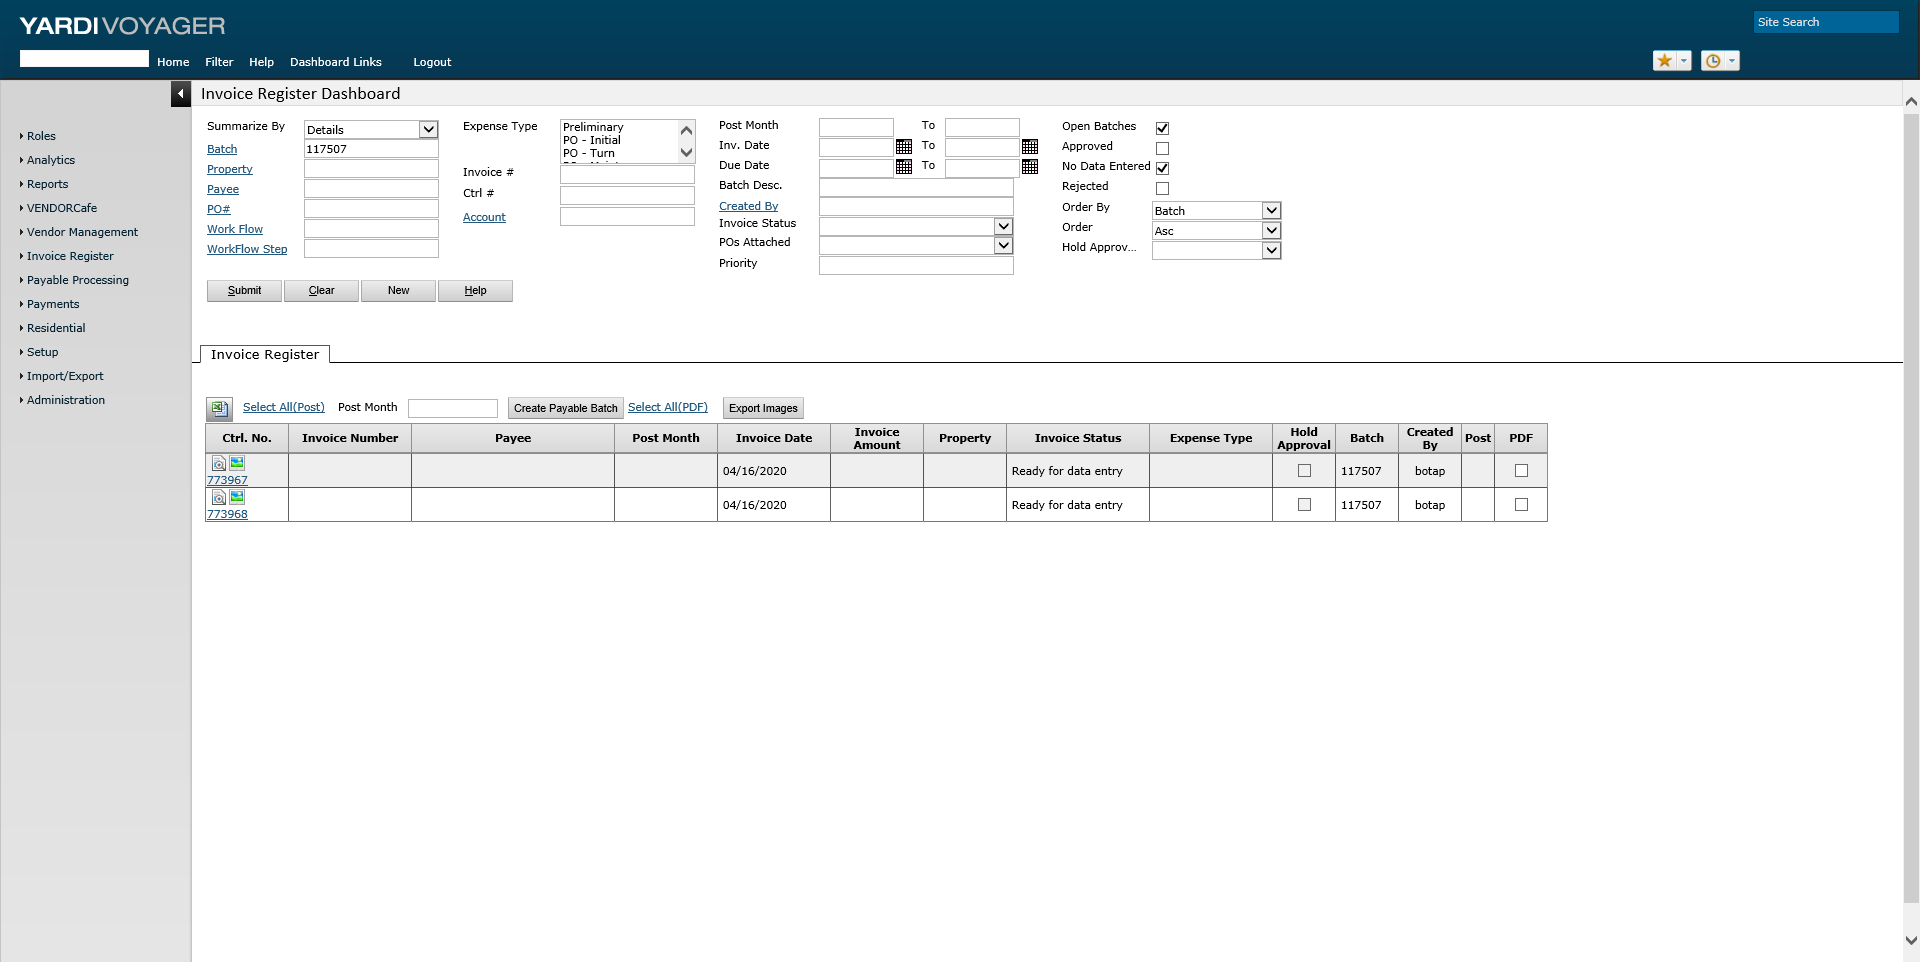 YARDI VOYAGER
Site Search
Home Filter Help Dashboard Links Logout
Invoice Register Dashboard
Roles
Analytics
Reports
VENDORCafe
Vendor Management
Invoice Register
Payable Processing
Payments
Residential
Setup
Import/Export
Administration
Summarize By Details
Batch 117507
Property
Payee
PO#
Work Flow
WorkFlow Step
Expense Type
Preliminary
PO - Initial
PO - Turn
Invoice #
Ctrl #
Account
Post Month To
Inv. Date To
Due Date To
Batch Desc.
Created By
Invoice Status
POs Attached
Priority
Open Batches
Approved
No Data Entered
Rejected
Order By Batch
Order Asc
Hold Approv...
Submit Clear New Help
Invoice Register
Select All(Post) Post Month Create Payable Batch Select All(PDF) Export Images
Ctrl. No. Invoice Number Payee Post Month Invoice Date Invoice Amount Property Invoice Status Expense Type Hold Approval Batch Created By Post PDF
773967 04/16/2020 Ready for data entry 117507 botap
773968 04/16/2020 Ready for data entry 117507 botap